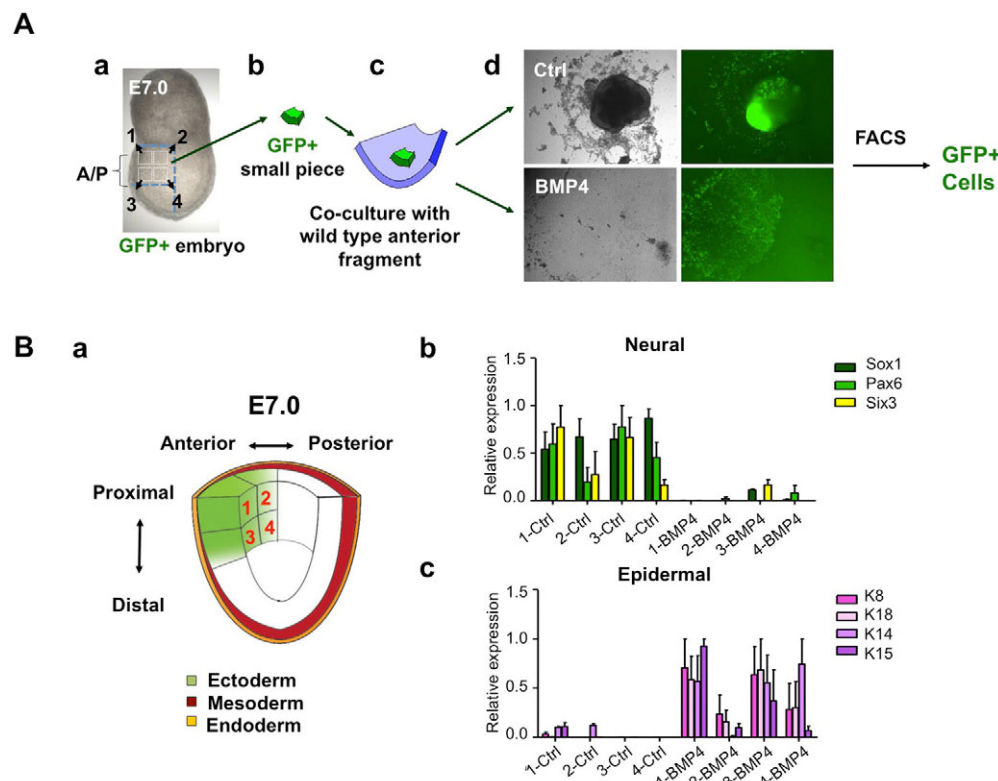 A
a
b
c
d
E7.0
1
2
A/P
3
4
GFP+ embryo
GFP+
small piece
Co-culture with
wild type anterior
fragment
Ctrl
BMP4
FACS
GFP+
Cells
B
a
E7.0
Anterior
Posterior
Proximal
Distal
1
2
3
4
Ectoderm
Mesoderm
Endoderm
b
Neural
Relative expression
1.5
1.0
0.5
0.0
1-Ctrl
2-Ctrl
3-Ctrl
4-Ctrl
1-BMP4
2-BMP4
3-BMP4
4-BMP4
Sox1
Pax6
Six3
c
Epidermal
Relative expression
1.5
1.0
0.5
0.0
1-Ctrl
2-Ctrl
3-Ctrl
4-Ctrl
1-BMP4
2-BMP4
3-BMP4
4-BMP4
K8
K18
K14
K15